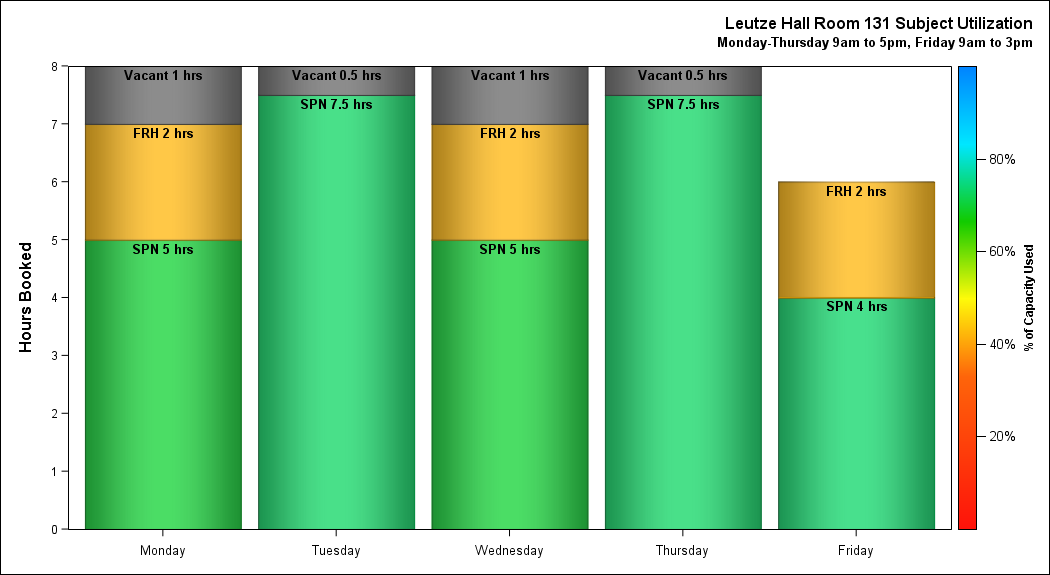 Leutze Hall Room 131 Subject Utilization
Monday-Thursday 9am to 5pm, Friday 9am to 3pm
Hours Booked
8
7
6
5
4
3
2
1
0
Vacant 1 hrs
FRH 2 hrs
SPN 5 hrs
Vacant 0.5 hrs
SPN 7.5 hrs
Vacant 1 hrs
FRH 2 hrs
SPN 5 hrs
Vacant 0.5 hrs
SPN 7.5 hrs
FRH 2 hrs
SPN 4 hrs
Monday
Tuesday
Wednesday
Thursday
Friday
80%
60%
40%
20%
% of Capacity Used